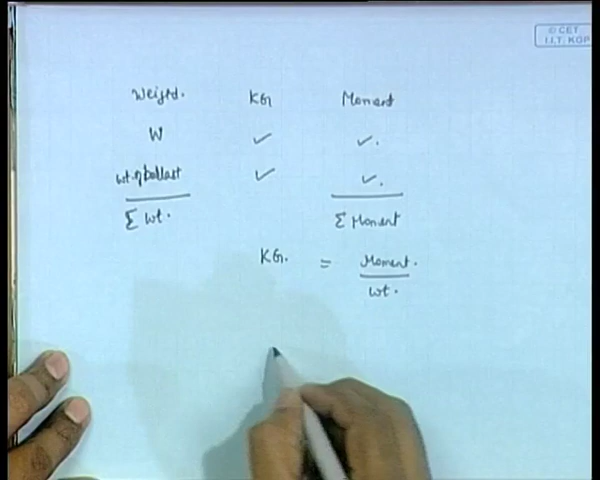 © CET
I.I.T. KGP
Weight. KG Moment
W ✓ ✓.
wt. of ballast ✓ ✓.
Σ wt. Σ Moment
KG. = Moment.
wt.